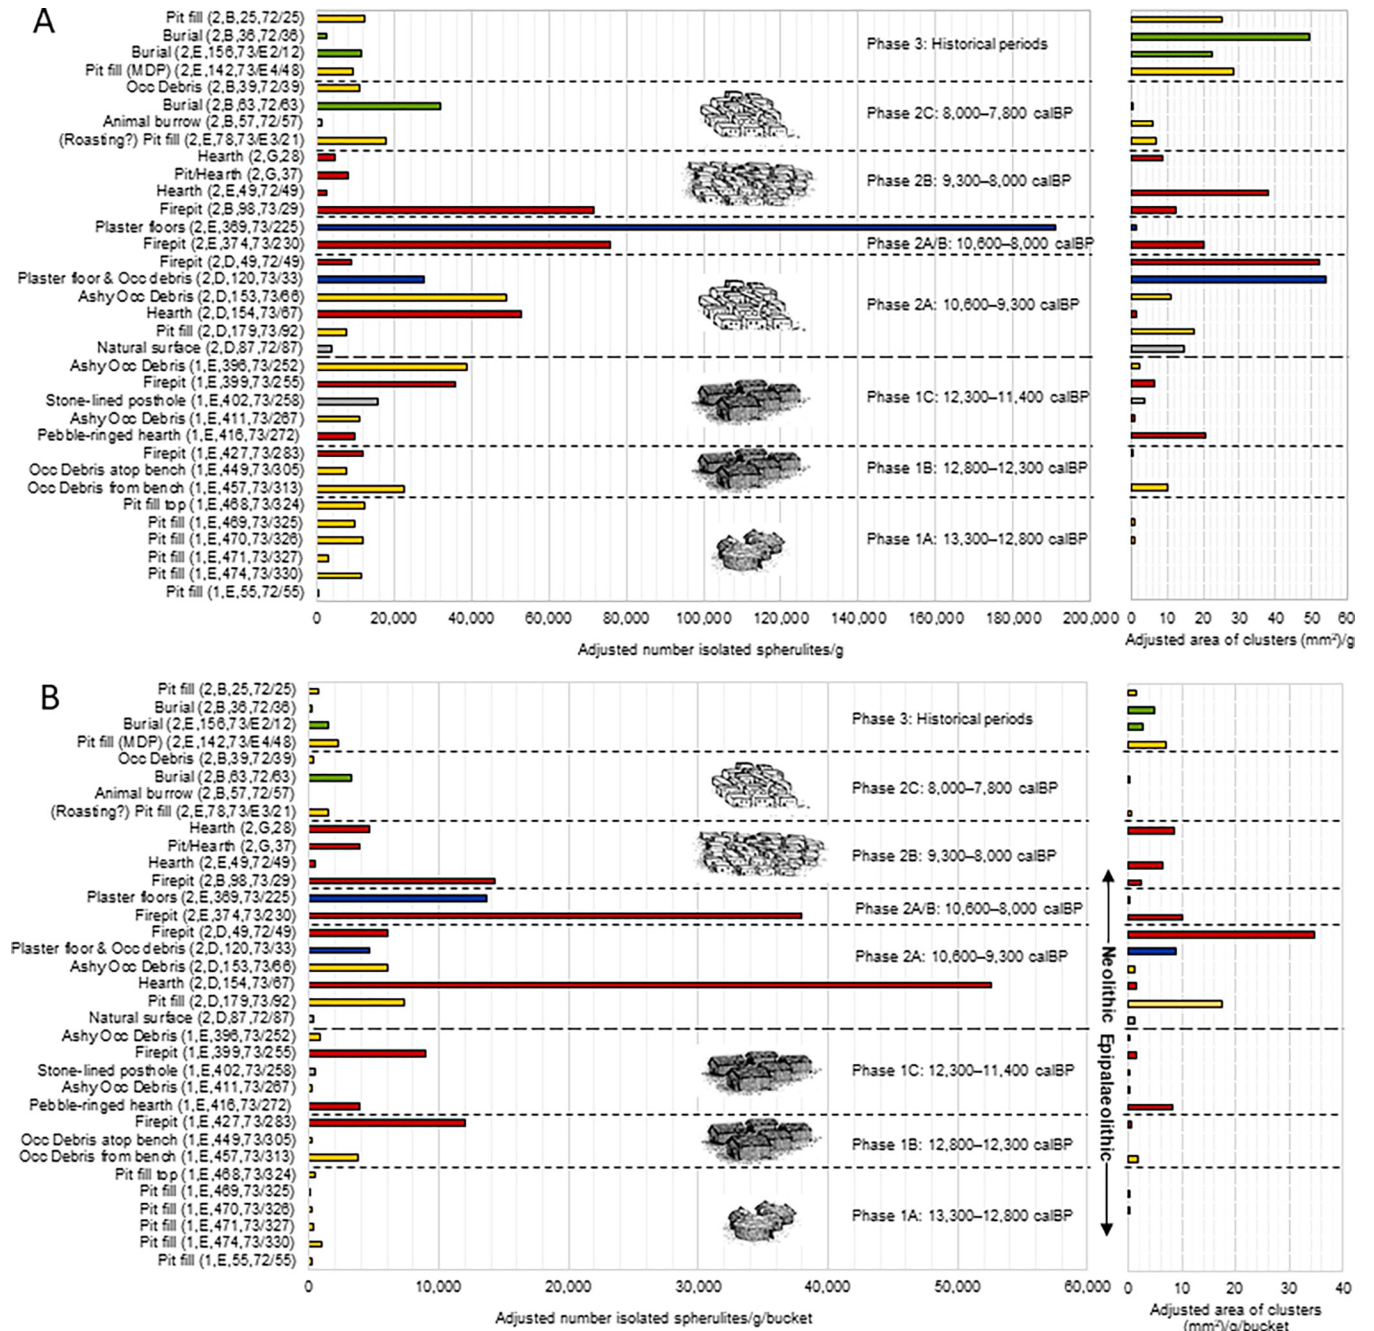 A
Pit fill (2,B,25,72/25)
Burial (2,B,36,72/36)
Burial (2,E,156,73/E2/12)
Pit fill (MDP) (2,E,142,73/E4/48)
Phase 3: Historical periods
Occ Debris (2,B,39,72/39)
Burial (2,B,63,72/63)
Animal burrow (2,B,57,72/57)
(Roasting?) Pit fill (2,E,78,73/E3/21)
Phase 2C: 8,000–7,800 calBP
Hearth (2,G,28)
Pit/Hearth (2,G,37)
Hearth (2,E,49,72/49)
Firepit (2,B,98,73/29)
Phase 2B: 9,300–8,000 calBP
Plaster floors (2,E,369,73/225)
Firepit (2,E,374,73/230)
Phase 2A/B: 10,600–8,000 calBP
Firepit (2,D,49,72/49)
Plaster floor & Occ debris (2,D,120,73/33)
Ashy Occ Debris (2,D,153,73/66)
Hearth (2,D,154,73/67)
Pit fill (2,D,179,73/92)
Natural surface (2,D,87,72/87)
Phase 2A: 10,600–9,300 calBP
Ashy Occ Debris (1,E,396,73/252)
Firepit (1,E,399,73/255)
Stone-lined posthole (1,E,402,73/258)
Ashy Occ Debris (1,E,411,73/267)
Pebble-ringed hearth (1,E,416,73/272)
Phase 1C: 12,300–11,400 calBP
Firepit (1,E,427,73/283)
Occ Debris atop bench (1,E,449,73/305)
Occ Debris from bench (1,E,457,73/313)
Phase 1B: 12,800–12,300 calBP
Pit fill top (1,E,468,73/324)
Pit fill (1,E,469,73/325)
Pit fill (1,E,470,73/326)
Pit fill (1,E,471,73/327)
Pit fill (1,E,474,73/330)
Pit fill (1,E,55,72/55)
Phase 1A: 13,300–12,800 calBP
0 20,000 40,000 60,000 80,000 100,000 120,000 140,000 160,000 180,000 200,000
Adjusted number isolated spherulites/g
0 10 20 30 40 50 60
Adjusted area of clusters (mm²)/g
B
Pit fill (2,B,25,72/25)
Burial (2,B,36,72/36)
Burial (2,E,156,73/E2/12)
Pit fill (MDP) (2,E,142,73/E4/48)
Phase 3: Historical periods
Occ Debris (2,B,39,72/39)
Burial (2,B,63,72/63)
Animal burrow (2,B,57,72/57)
(Roasting?) Pit fill (2,E,78,73/E3/21)
Phase 2C: 8,000–7,800 calBP
Hearth (2,G,28)
Pit/Hearth (2,G,37)
Hearth (2,E,49,72/49)
Firepit (2,B,98,73/29)
Phase 2B: 9,300–8,000 calBP
Plaster floors (2,E,369,73/225)
Firepit (2,E,374,73/230)
Phase 2A/B: 10,600–8,000 calBP
Firepit (2,D,49,72/49)
Plaster floor & Occ debris (2,D,120,73/33)
Ashy Occ Debris (2,D,153,73/66)
Hearth (2,D,154,73/67)
Pit fill (2,D,179,73/92)
Natural surface (2,D,87,72/87)
Phase 2A: 10,600–9,300 calBP
Ashy Occ Debris (1,E,396,73/252)
Firepit (1,E,399,73/255)
Stone-lined posthole (1,E,402,73/258)
Ashy Occ Debris (1,E,411,73/267)
Pebble-ringed hearth (1,E,416,73/272)
Phase 1C: 12,300–11,400 calBP
Firepit (1,E,427,73/283)
Occ Debris atop bench (1,E,449,73/305)
Occ Debris from bench (1,E,457,73/313)
Phase 1B: 12,800–12,300 calBP
Pit fill top (1,E,468,73/324)
Pit fill (1,E,469,73/325)
Pit fill (1,E,470,73/326)
Pit fill (1,E,471,73/327)
Pit fill (1,E,474,73/330)
Pit fill (1,E,55,72/55)
Phase 1A: 13,300–12,800 calBP
Neolithic
Epipalaeolithic
0 10,000 20,000 30,000 40,000 50,000 60,000
Adjusted number isolated spherulites/g/bucket
0 10 20 30 40
Adjusted area of clusters
(mm²)/g/bucket